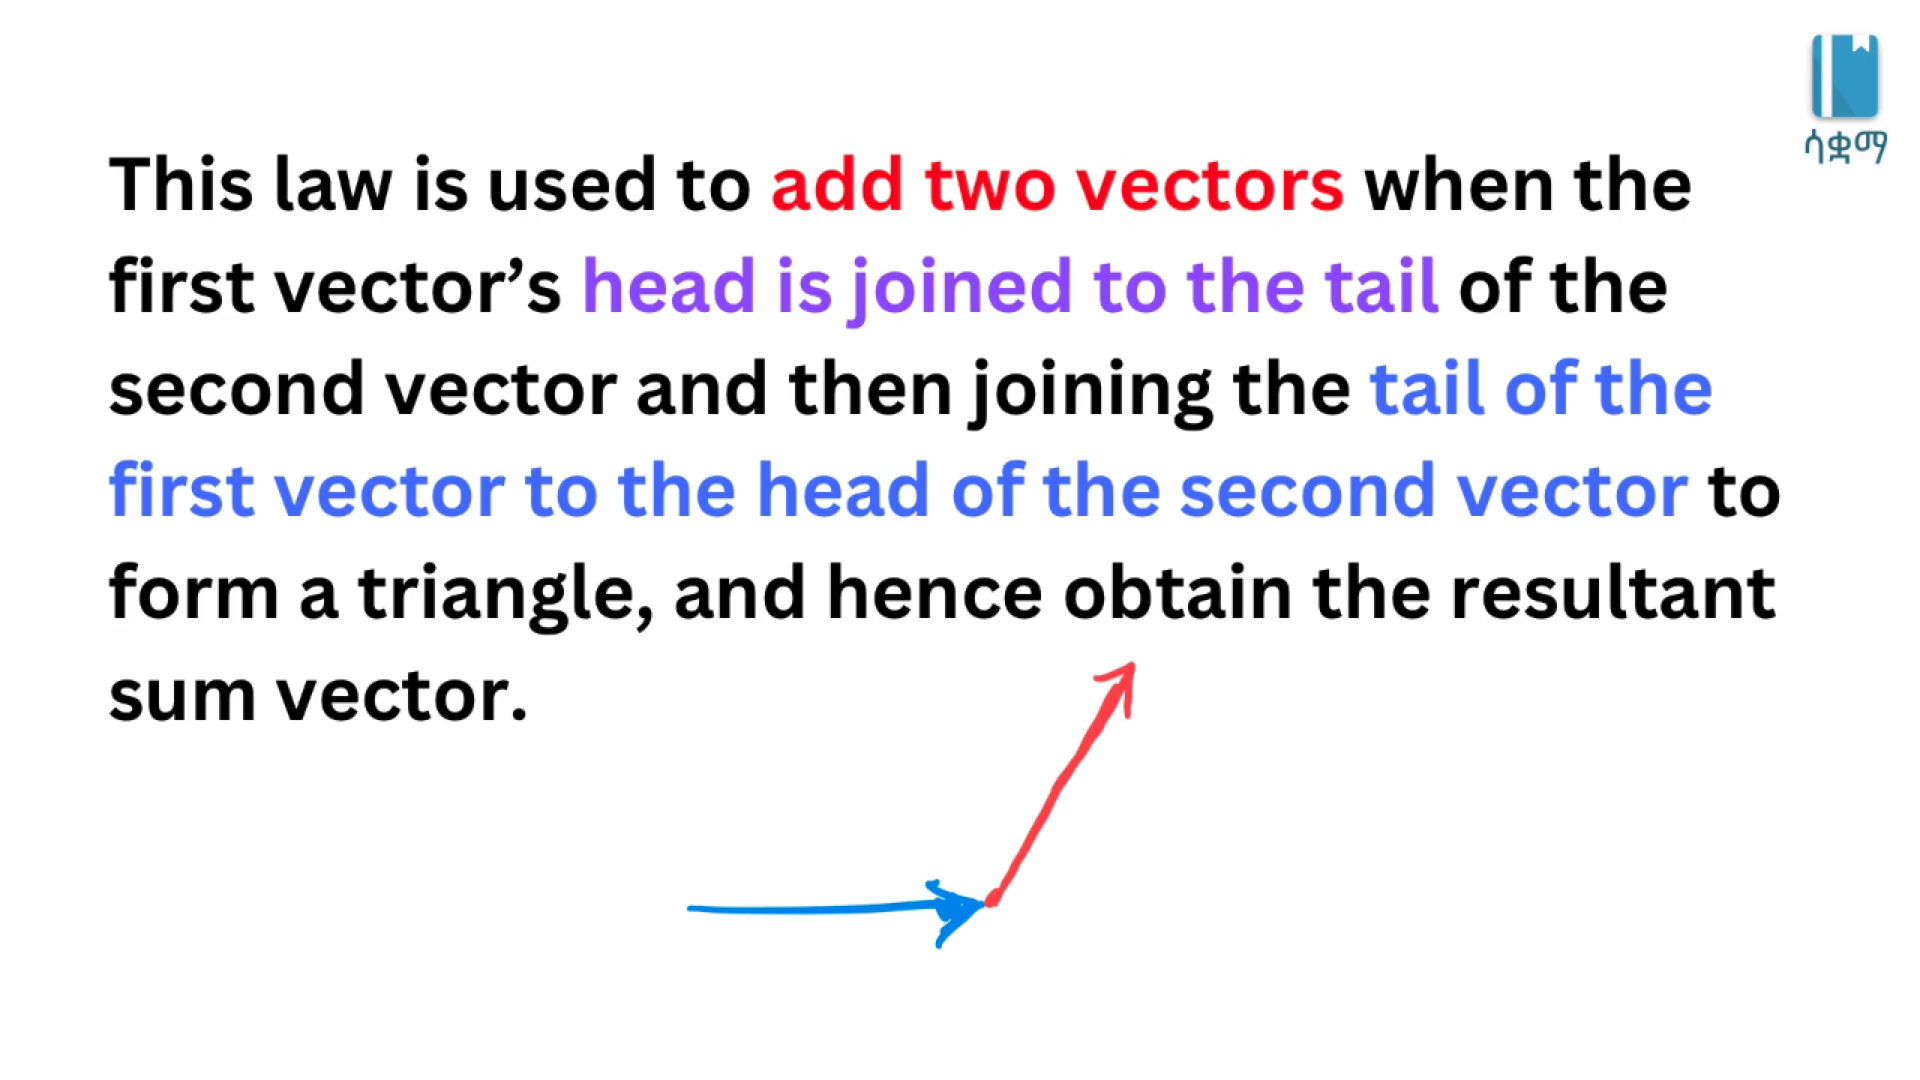 ሳቋማ
This law is used to add two vectors when the
first vector’s head is joined to the tail of the
second vector and then joining the tail of the
first vector to the head of the second vector to
form a triangle, and hence obtain the resultant
sum vector.